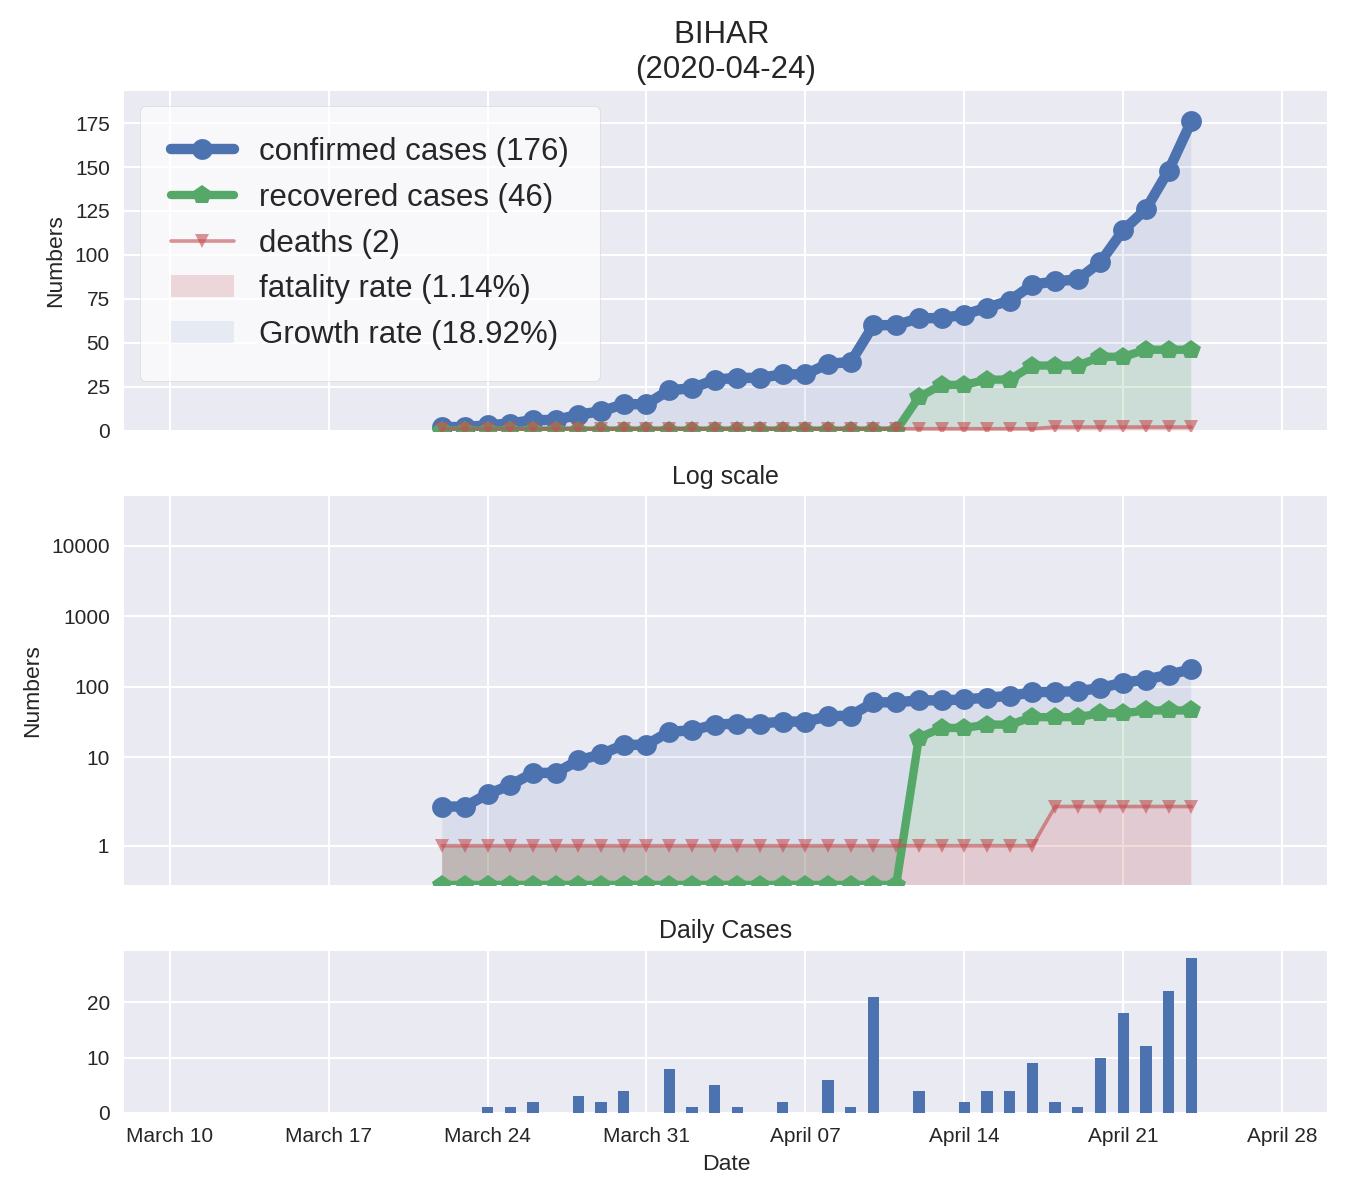 BIHAR
(2020-04-24)
175
150
125
100
75
50
25
0
Numbers
confirmed cases (176)
recovered cases (46)
deaths (2)
fatality rate (1.14%)
Growth rate (18.92%)
Log scale
10000
1000
100
10
1
Numbers
Daily Cases
20
10
0
March 10 March 17 March 24 March 31 April 07 April 14 April 21 April 28
Date